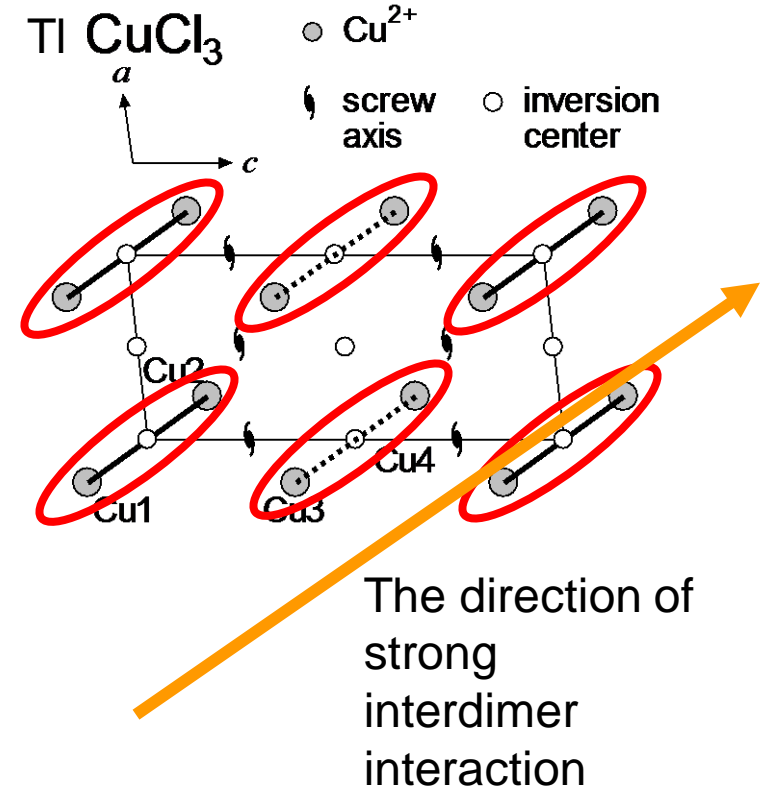 Tl CuCl₃
Cu²⁺
a
c
screw
axis
inversion
center
Cu2
Cu4
Cu1
Cu3
The direction of
strong
interdimer
interaction